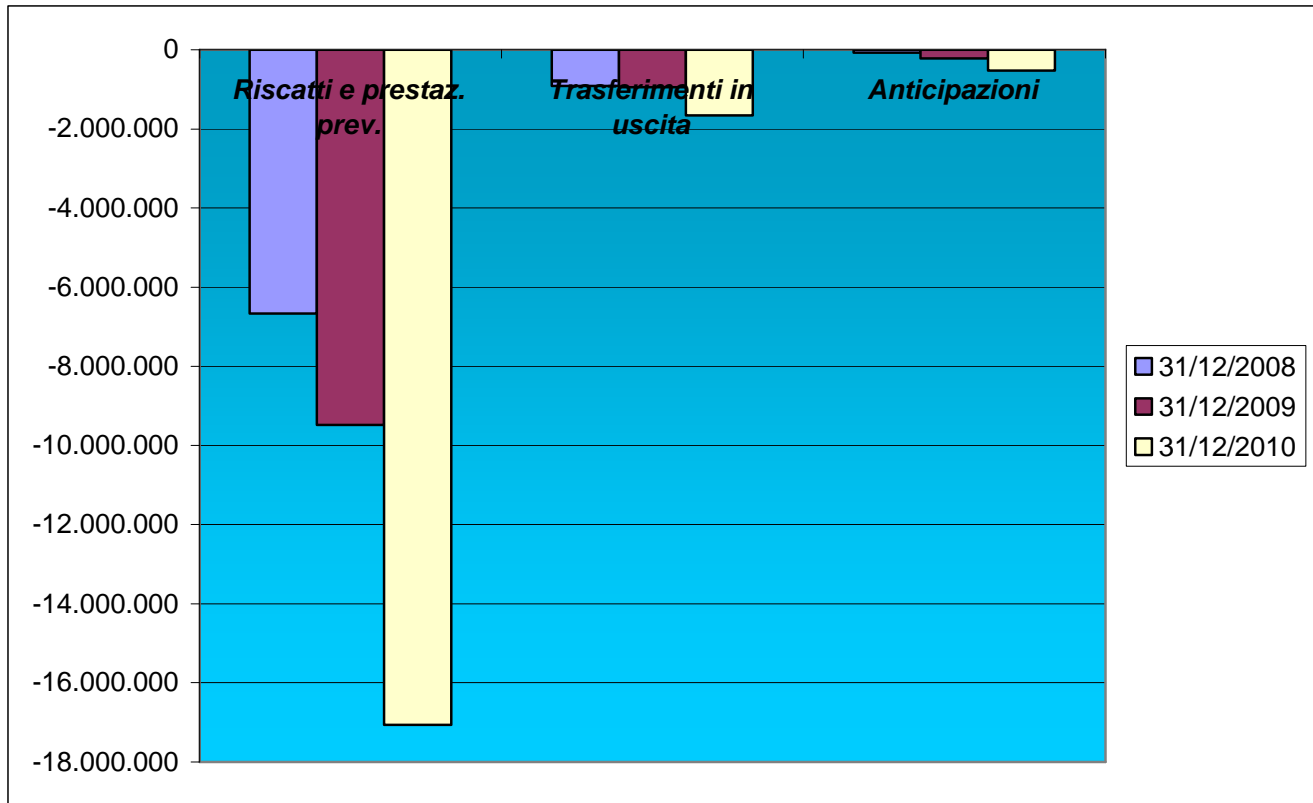 0
-2.000.000
-4.000.000
-6.000.000
-8.000.000
-10.000.000
-12.000.000
-14.000.000
-16.000.000
-18.000.000
Riscatti e prestaz.
prev.
Trasferimenti in
uscita
Anticipazioni
31/12/2008
31/12/2009
31/12/2010